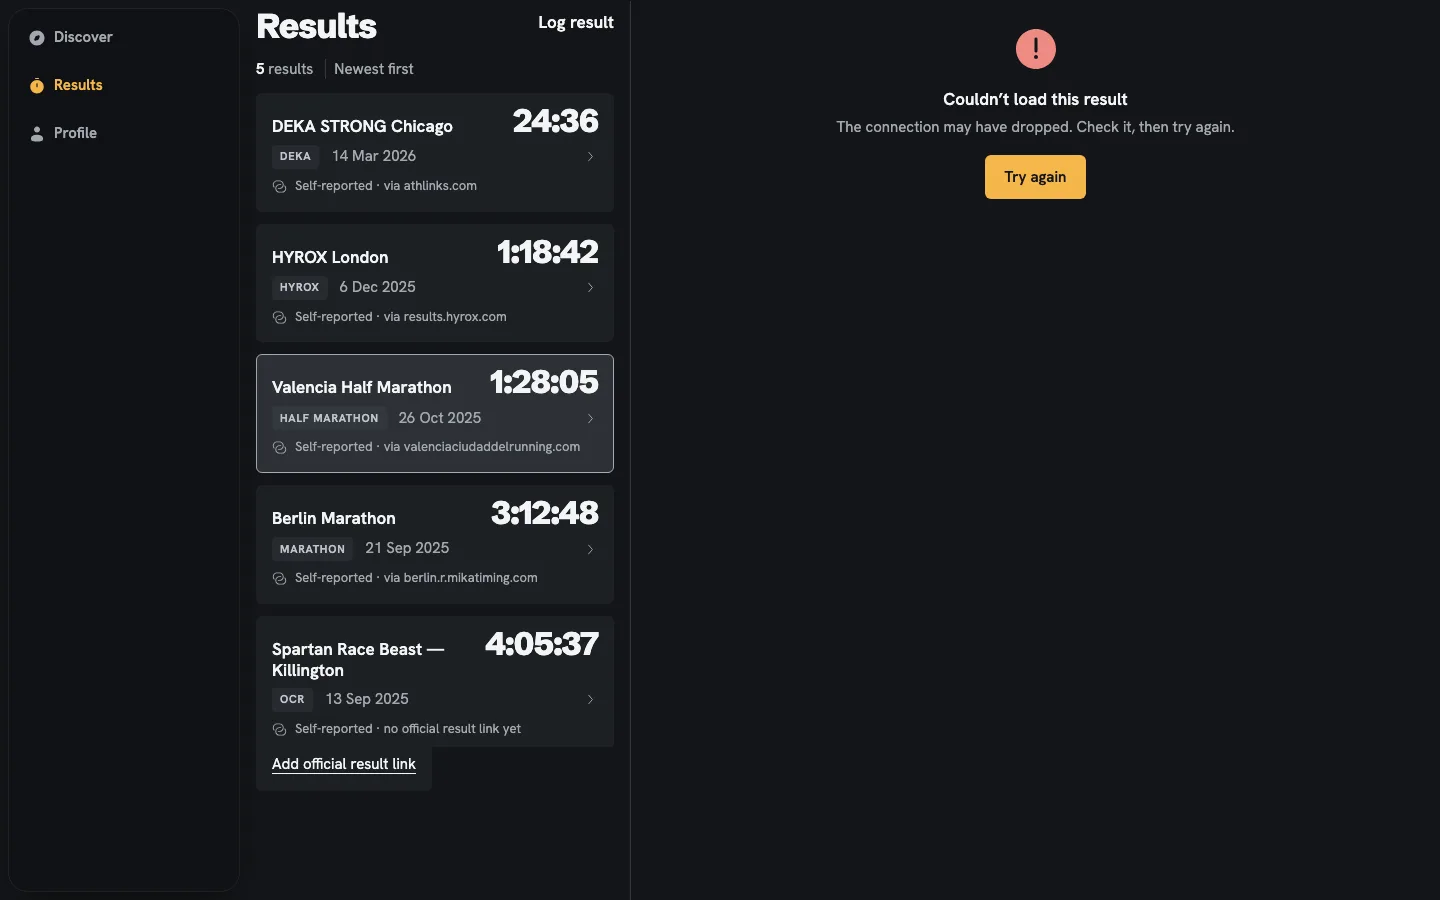 Discover
Results
Profile
Results
Log result
5 results
Newest first
DEKA STRONG Chicago
24:36
DEKA
14 Mar 2026
Self-reported · via athlinks.com
HYROX London
1:18:42
HYROX
6 Dec 2025
Self-reported · via results.hyrox.com
Valencia Half Marathon
1:28:05
HALF MARATHON
26 Oct 2025
Self-reported · via valenciaciudaddelrunning.com
Berlin Marathon
3:12:48
MARATHON
21 Sep 2025
Self-reported · via berlin.r.mikatiming.com
Spartan Race Beast —
Killington
4:05:37
OCR
13 Sep 2025
Self-reported · no official result link yet
Add official result link
Couldn’t load this result
The connection may have dropped. Check it, then try again.
Try again